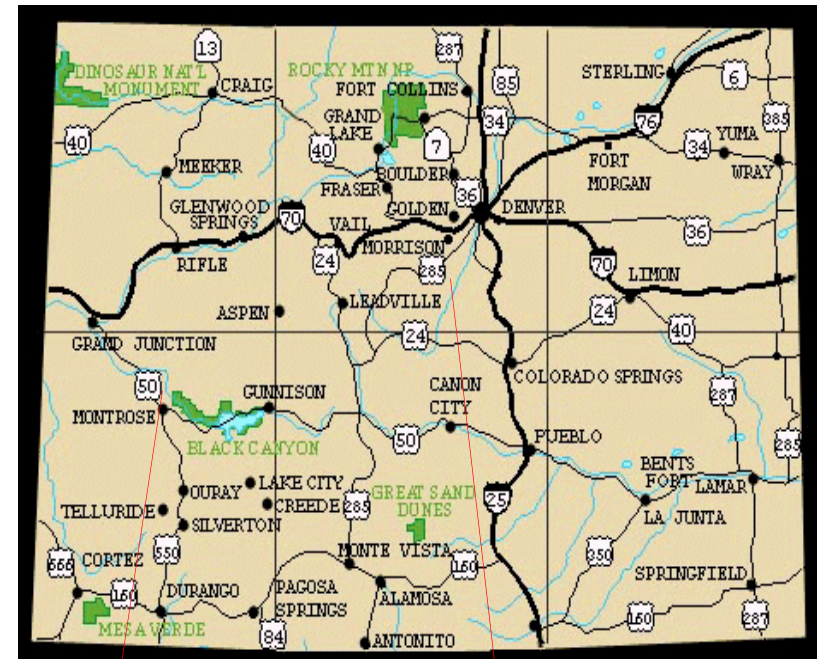 13
287
DINOSAUR NAT'L
MONUMENT
CRAIG
ROCKY MTN NP
FORT COLLINS
85
STERLING
6
40
GRAND
LAKE
40
7
34
76
385
34
YUMA
WRAY
FORT
MORGAN
MEEKER
BOULDER
FRASER
36
GLENWOOD
SPRINGS
70
VAIL
GOLDEN
DENVER
36
MORRISON
RIFLE
24
285
70
LIMON
ASPEN
LEADVILLE
24
24
40
GRAND JUNCTION
COLORADO SPRINGS
50
MONTROSE
GUNNISON
CANON
CITY
287
BLACK CANYON
50
PUEBLO
285
BENTS
FORT
LAMAR
LAKE CITY
OURAY
TELLURIDE
CREEDE
285
GREAT SAND
DUNES
25
LA JUNTA
SILVERTON
666
CORTEZ
550
MONTE VISTA
160
350
160
DURANGO
PAGOSA
SPRINGS
ALAMOSA
SPRINGFIELD
MESA VERDE
84
ANTONITO
160
287